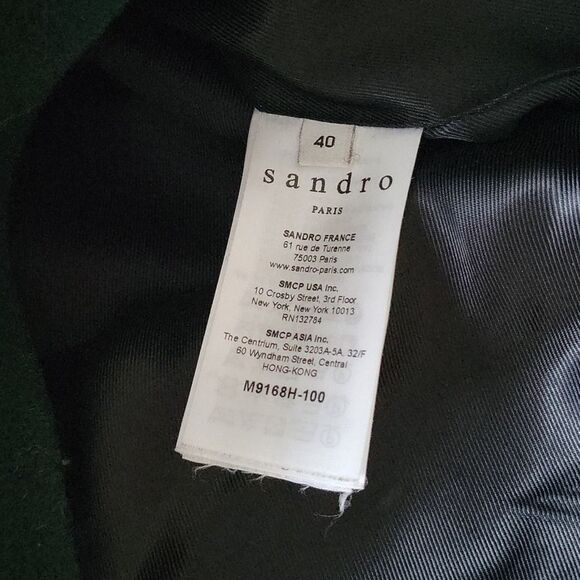 40
sandro
PARIS
SANDRO FRANCE
61 rue de Turenne
75003 Paris
www.sandro-paris.com
SMCP USA Inc.
10 Crosby Street, 3rd Floor
New York, New York 10013
RN132784
SMCP ASIA Inc.
The Centrium, Suite 3203A-5A, 32/F
60 Wyndham Street, Central
HONG-KONG
M9168H-100